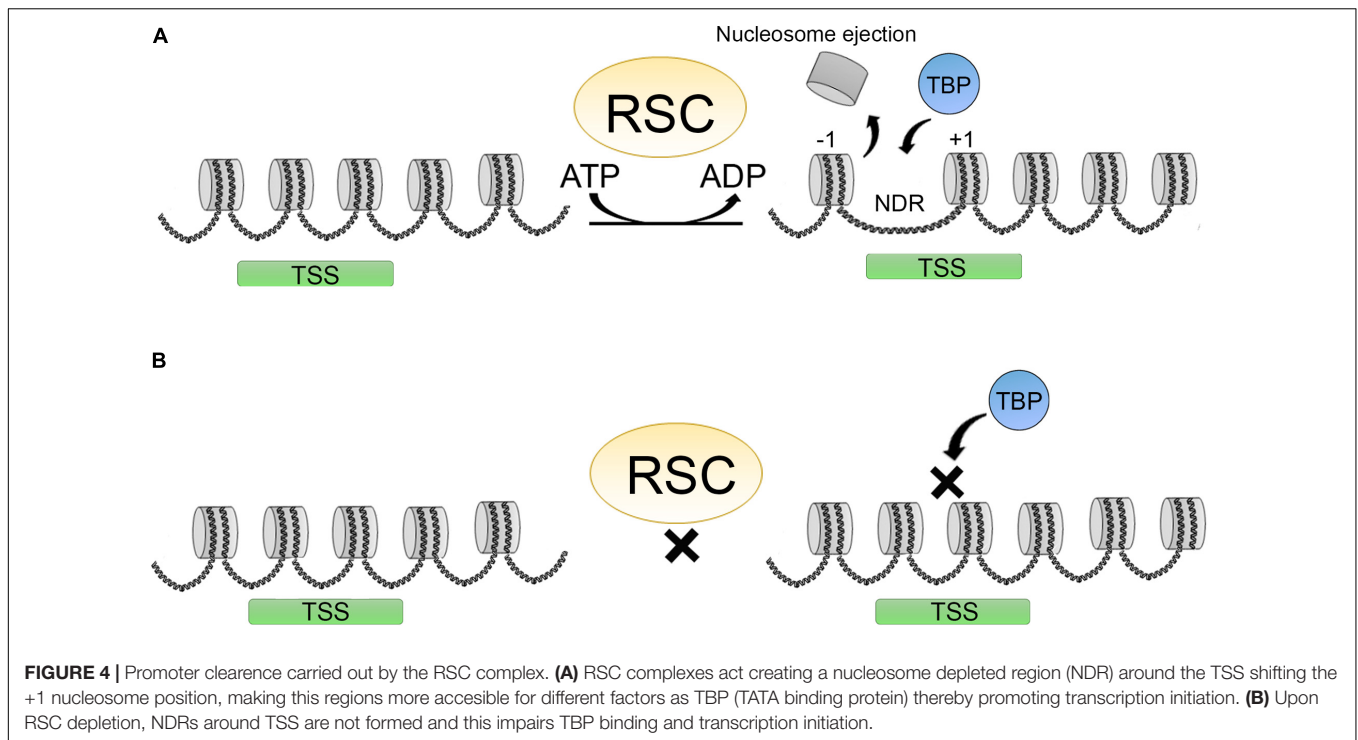 A
Nucleosome ejection
RSC
TBP
-1
+1
ATP
ADP
NDR
TSS
TSS
B
TBP
RSC
TSS
TSS
FIGURE 4 | Promoter clearence carried out by the RSC complex. (A) RSC complexes act creating a nucleosome depleted region (NDR) around the TSS shifting the
+1 nucleosome position, making this regions more accesible for different factors as TBP (TATA binding protein) thereby promoting transcription initiation. (B) Upon
RSC depletion, NDRs around TSS are not formed and this impairs TBP binding and transcription initiation.